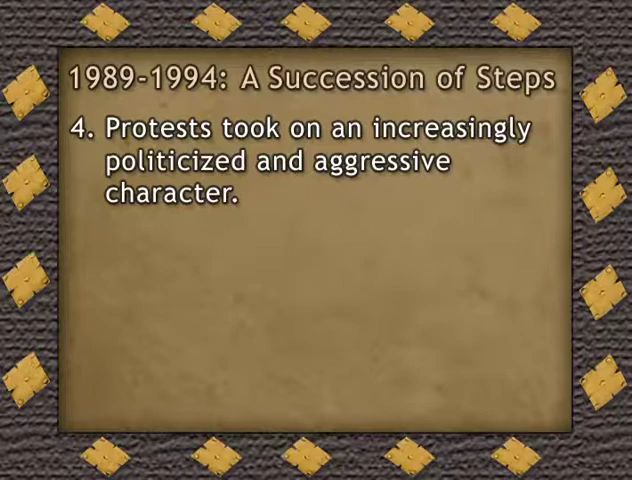 1989-1994: A Succession of Steps
4. Protests took on an increasingly
politicized and aggressive
character.